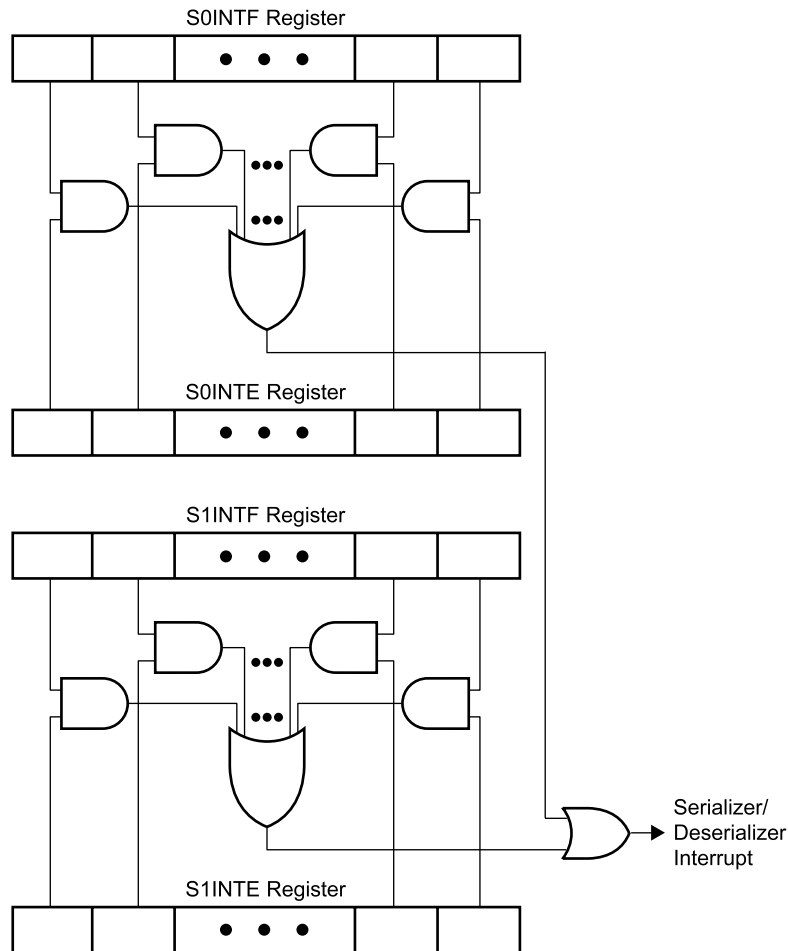 S0INTF Register
S0INTE Register
S1INTF Register
Serializer/
Deserializer
Interrupt
S1INTE Register